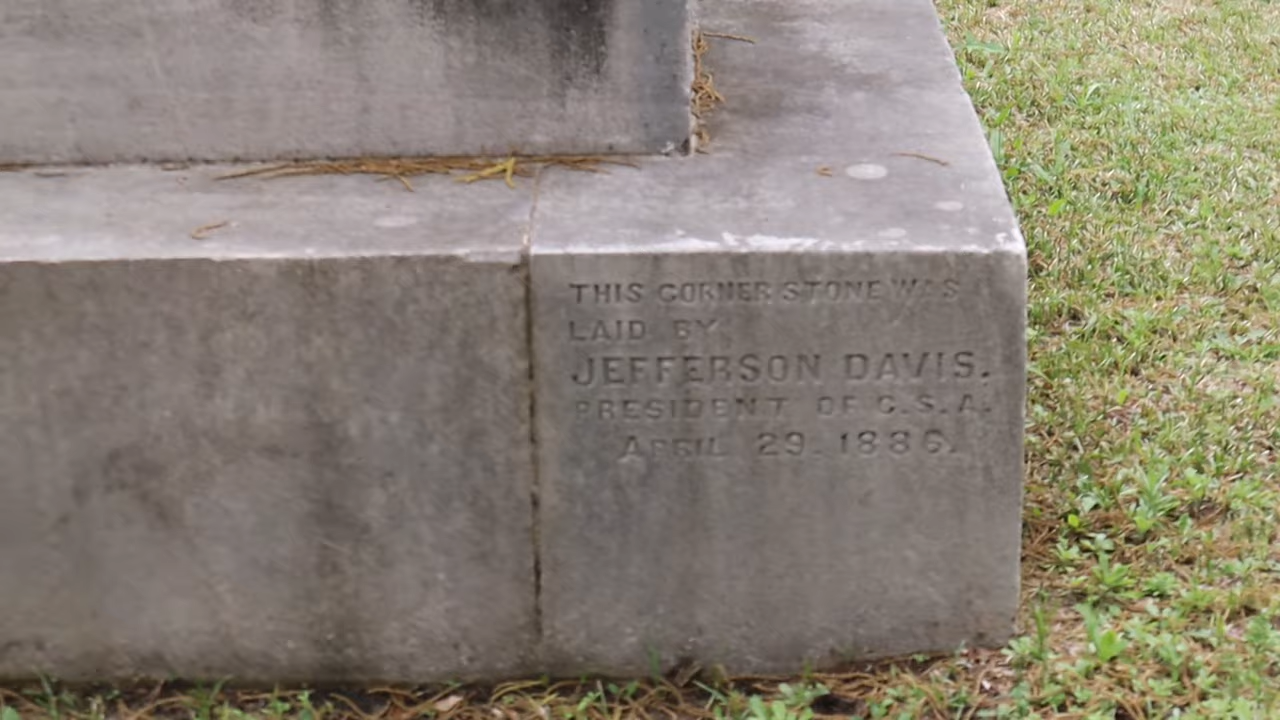 THIS CORNER STONE WAS
LAID BY
JEFFERSON DAVIS.
PRESIDENT OF C.S.A.
APRIL 29. 1886.